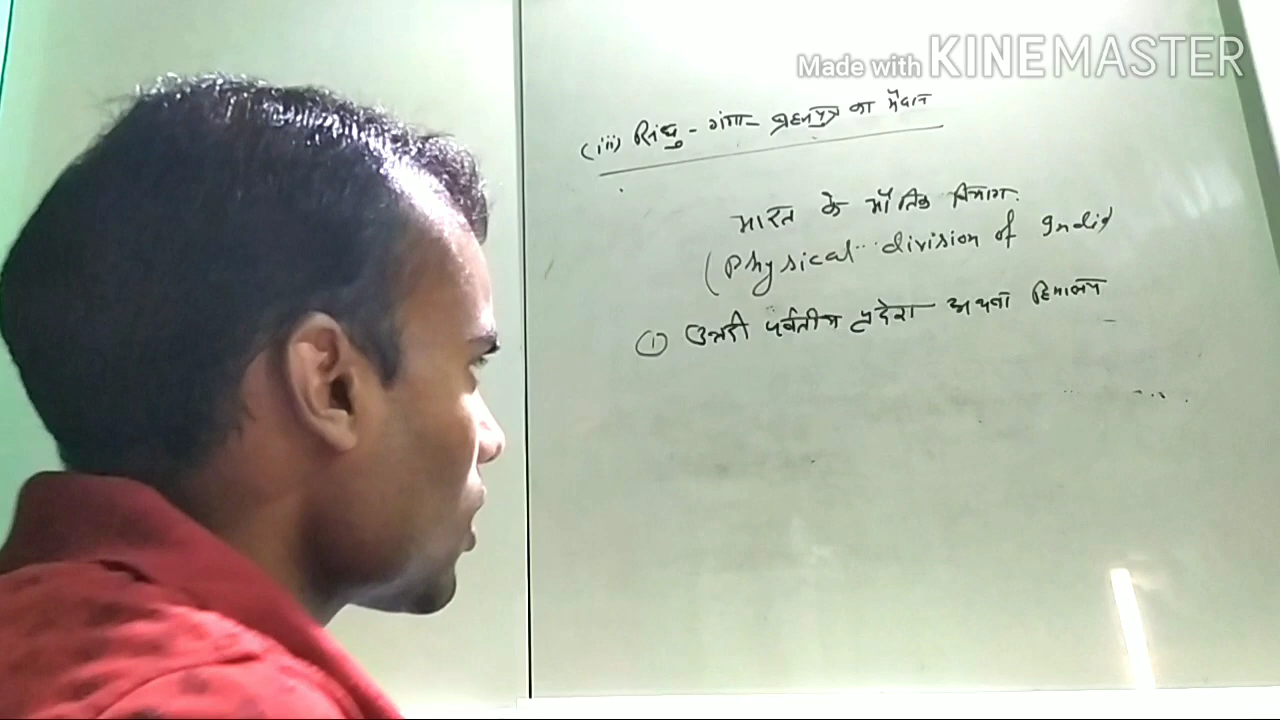 Made with KINEMASTER
(iii) सिंधु - गंगा - ब्रह्मपुत्र का मैदान
भारत के भौतिक विभाग.
(Physical division of India
① उत्तरी पर्वतीय प्रदेश अथवा हिमालय